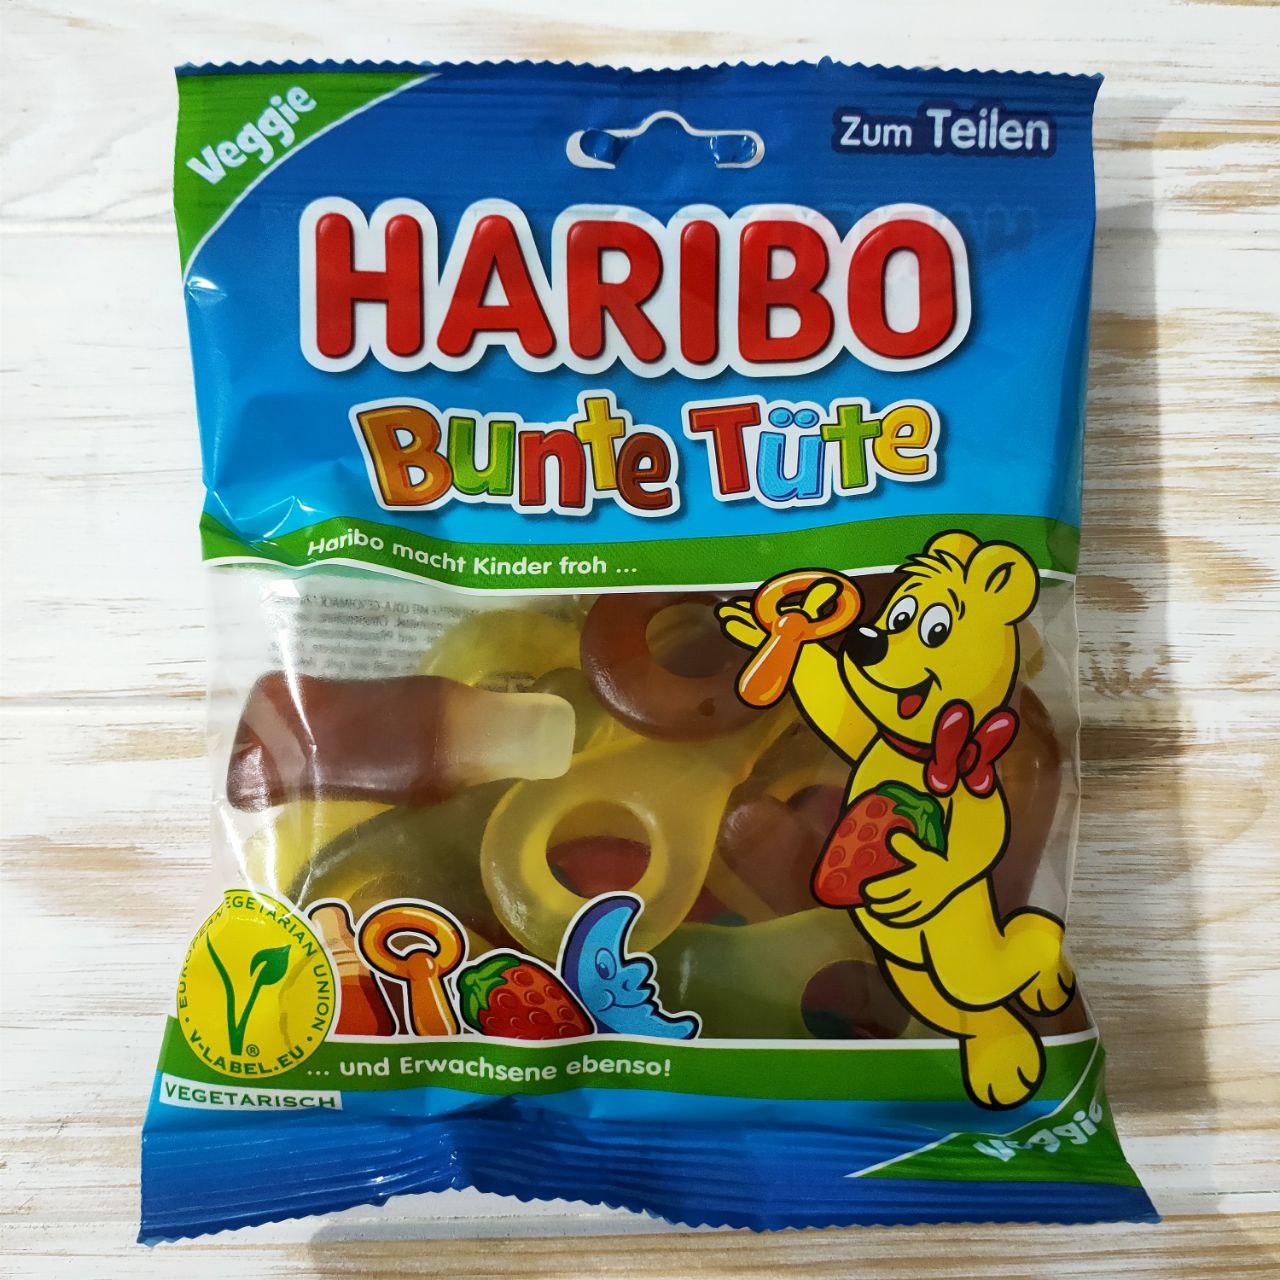 Veggie
Zum Teilen
HARIBO
Bunte Tüte
Haribo macht Kinder froh ...
EUROPEAN VEGETARIAN UNION
V-LABEL.EU
®
VEGETARISCH
... und Erwachsene ebenso!
Veggie